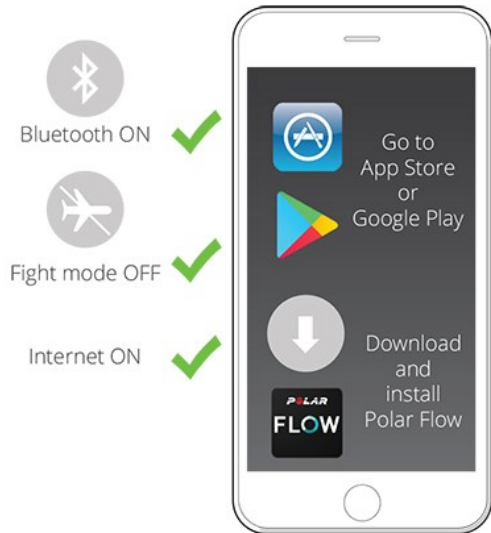 Bluetooth ON
Fight mode OFF
Internet ON
Go to
App Store
or
Google Play
Download
and
install
Polar Flow
POLAR
FLOW